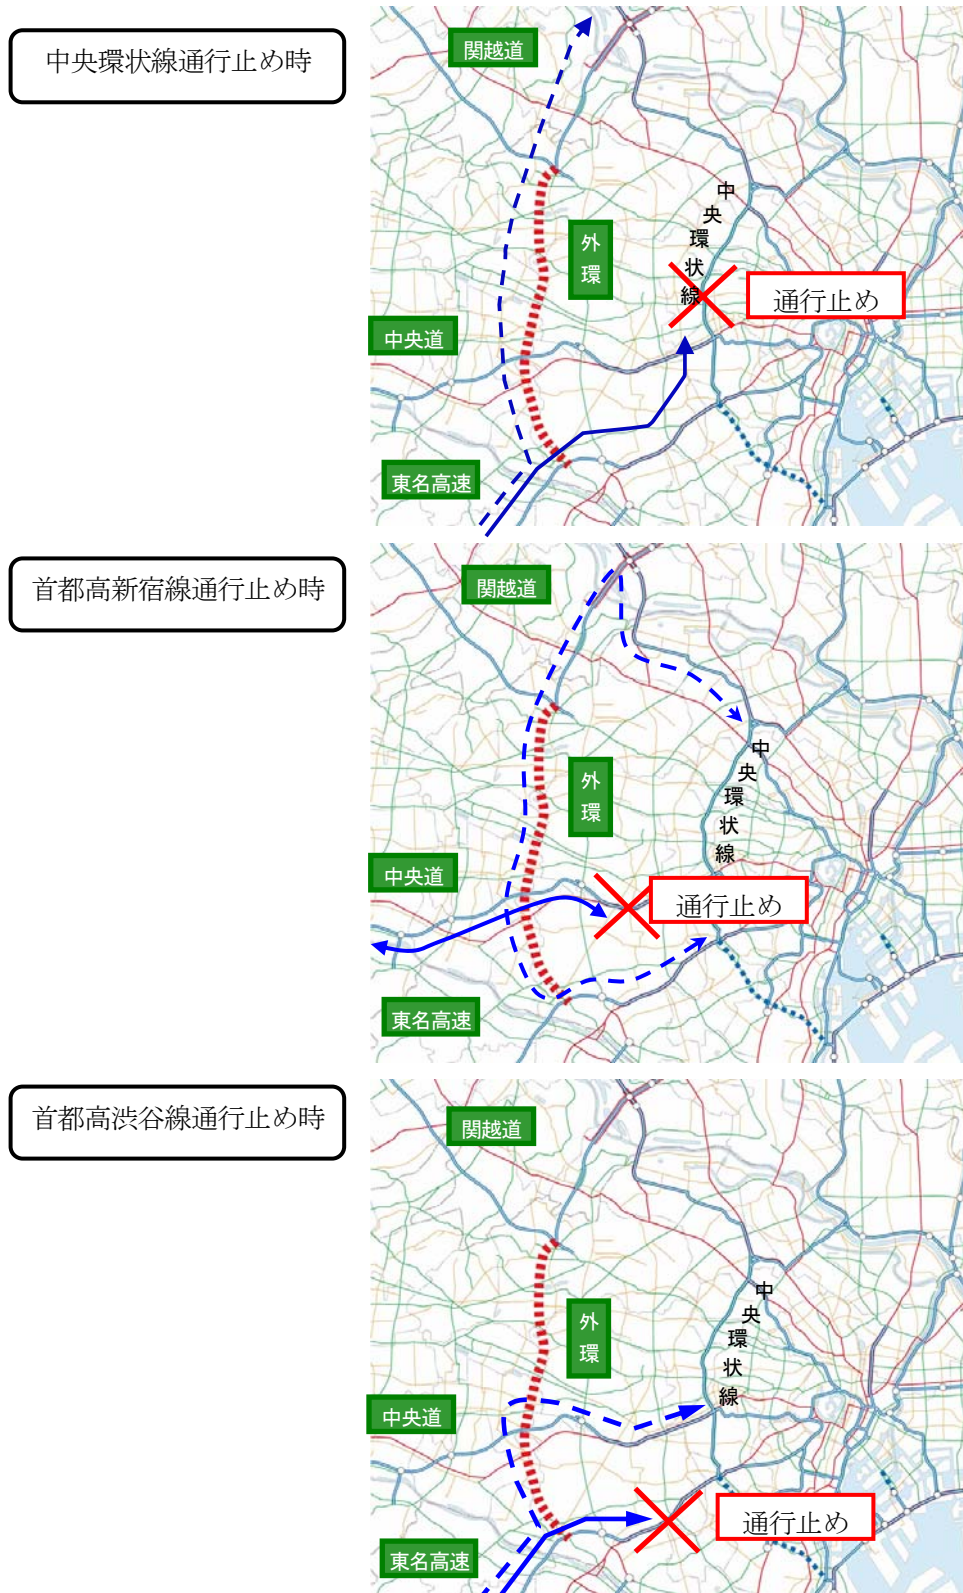 中央環状線通行止め時
関越道
外環
中央環状線
通行止め
中央道
東名高速
首都高新宿線通行止め時
関越道
外環
中央環状線
中央道
通行止め
東名高速
首都高渋谷線通行止め時
関越道
外環
中央環状線
中央道
通行止め
東名高速